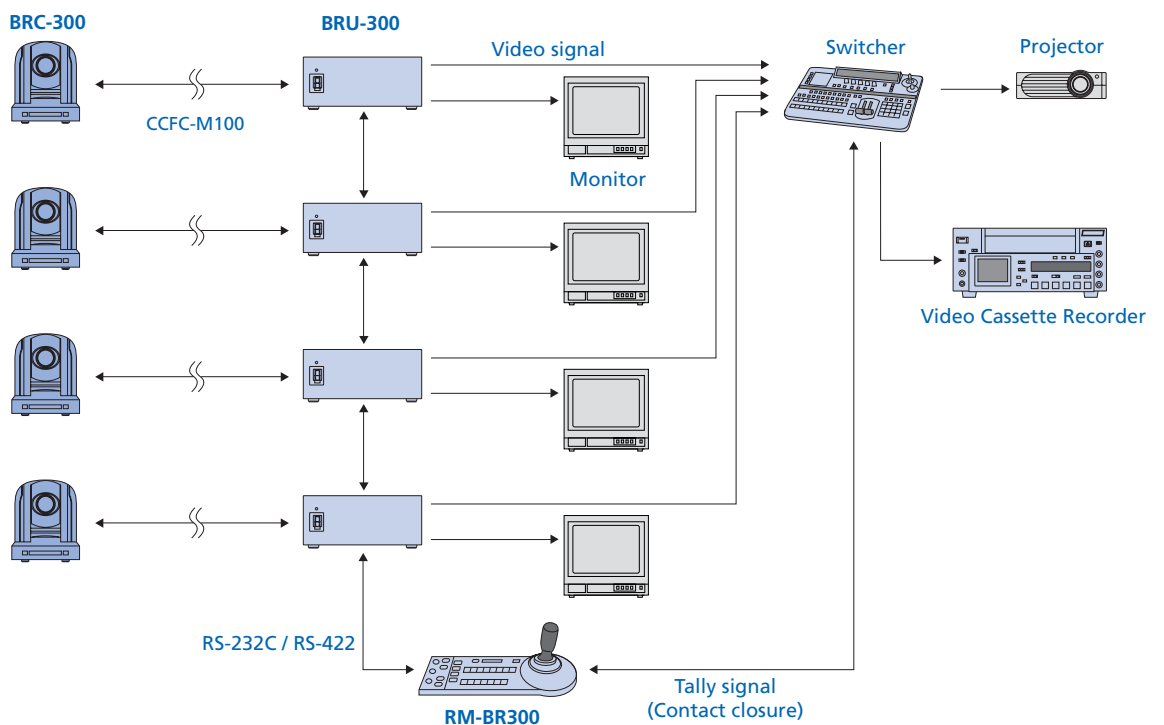 BRC-300
BRU-300
Video signal
Switcher
Projector
CCFC-M100
Monitor
Video Cassette Recorder
RS-232C / RS-422
RM-BR300
Tally signal
(Contact closure)